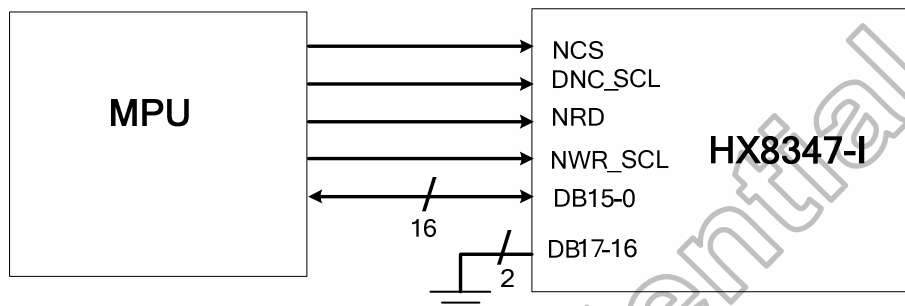 MPU
HX8347-I
NCS
DNC_SCL
NRD
NWR_SCL
DB15-0
16
DB17-16
2